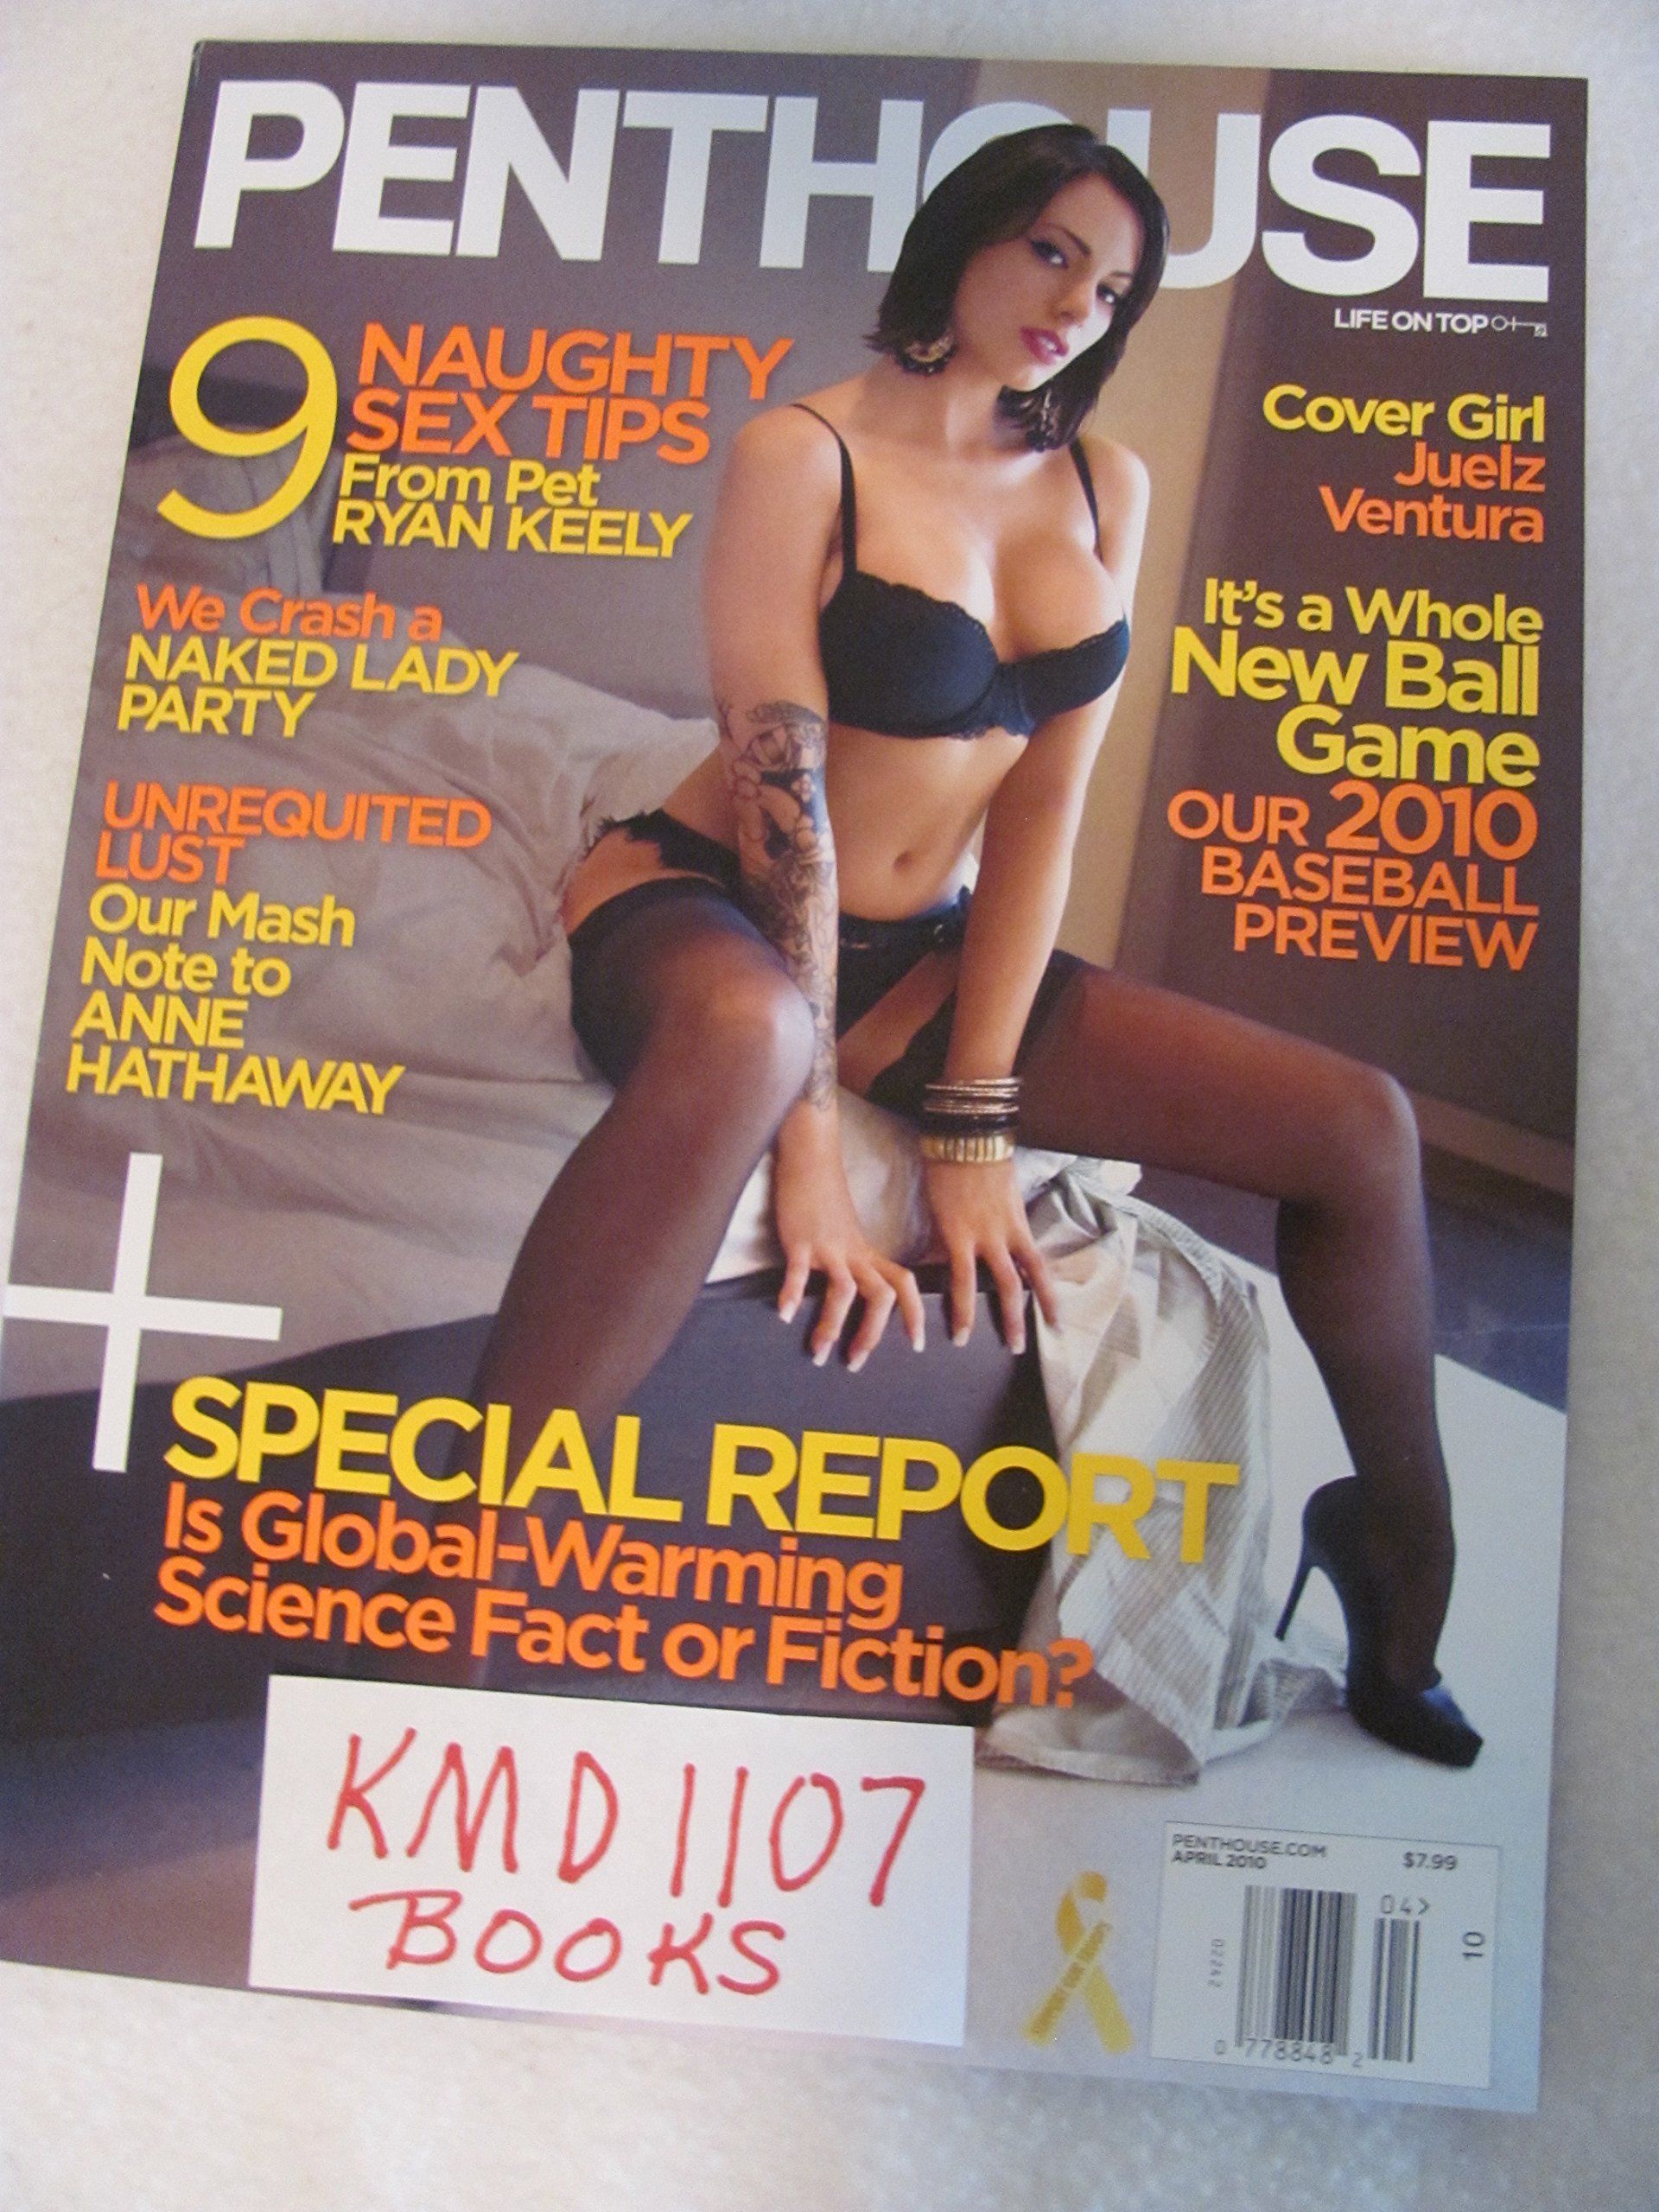 PENTHOUSE
LIFE ON TOP
9 NAUGHTY
SEX TIPS
From Pet
RYAN KEELY
We Crash a
NAKED LADY
PARTY
UNREQUITED
LUST
Our Mash
Note to
ANNE
HATHAWAY
Cover Girl
Juelz
Ventura
It's a Whole
New Ball
Game
OUR 2010
BASEBALL
PREVIEW
+
SPECIAL REPORT
Is Global-Warming
Science Fact or Fiction?
KMD1107
BOOKS
PENTHOUSE.COM
APRIL 2010
$7.99
04>
10
02242
0 778848 2